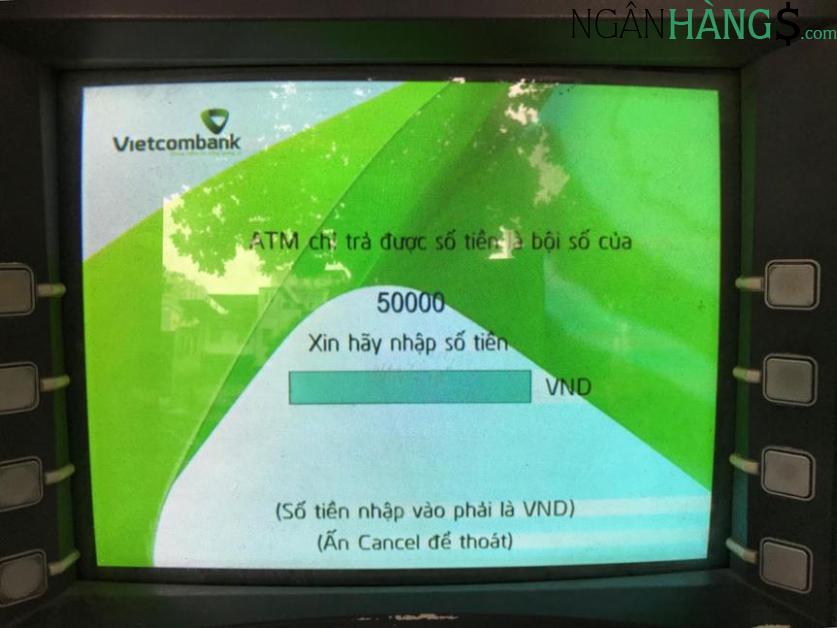 NGÂNHÀNG$.com
Vietcombank
ATM chỉ trả được số tiền là bội số của
50000
Xin hãy nhập số tiền
VND
(Số tiền nhập vào phải là VND)
(Ấn Cancel để thoát)